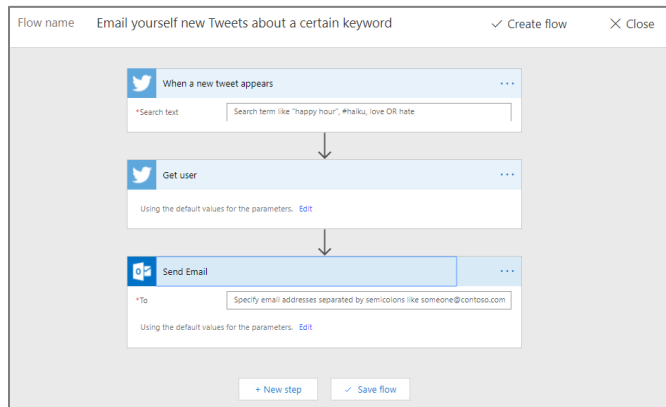 Flow name Email yourself new Tweets about a certain keyword Create flow Close
When a new tweet appears
*Search text Search term like "happy hour", #haiku, love OR hate
Get user
Using the default values for the parameters. Edit
Send Email
*To Specify email addresses separated by semicolons like someone@contoso.com
Using the default values for the parameters. Edit
+ New step Save flow